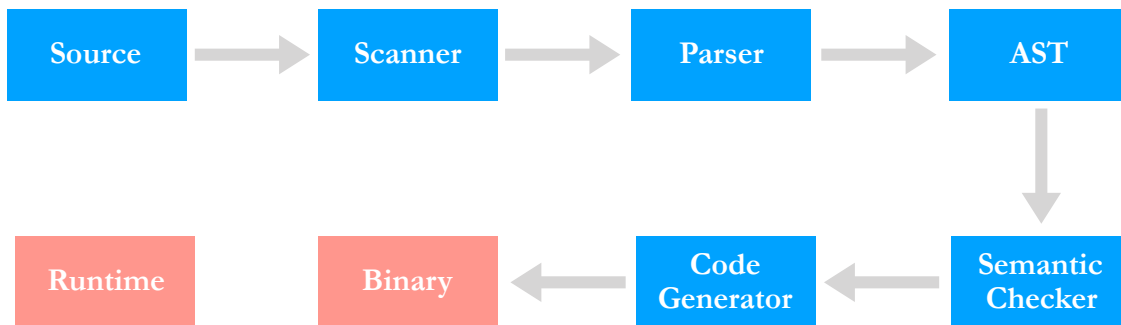 Source
Scanner
Parser
AST
Runtime
Binary
Code
Generator
Semantic
Checker